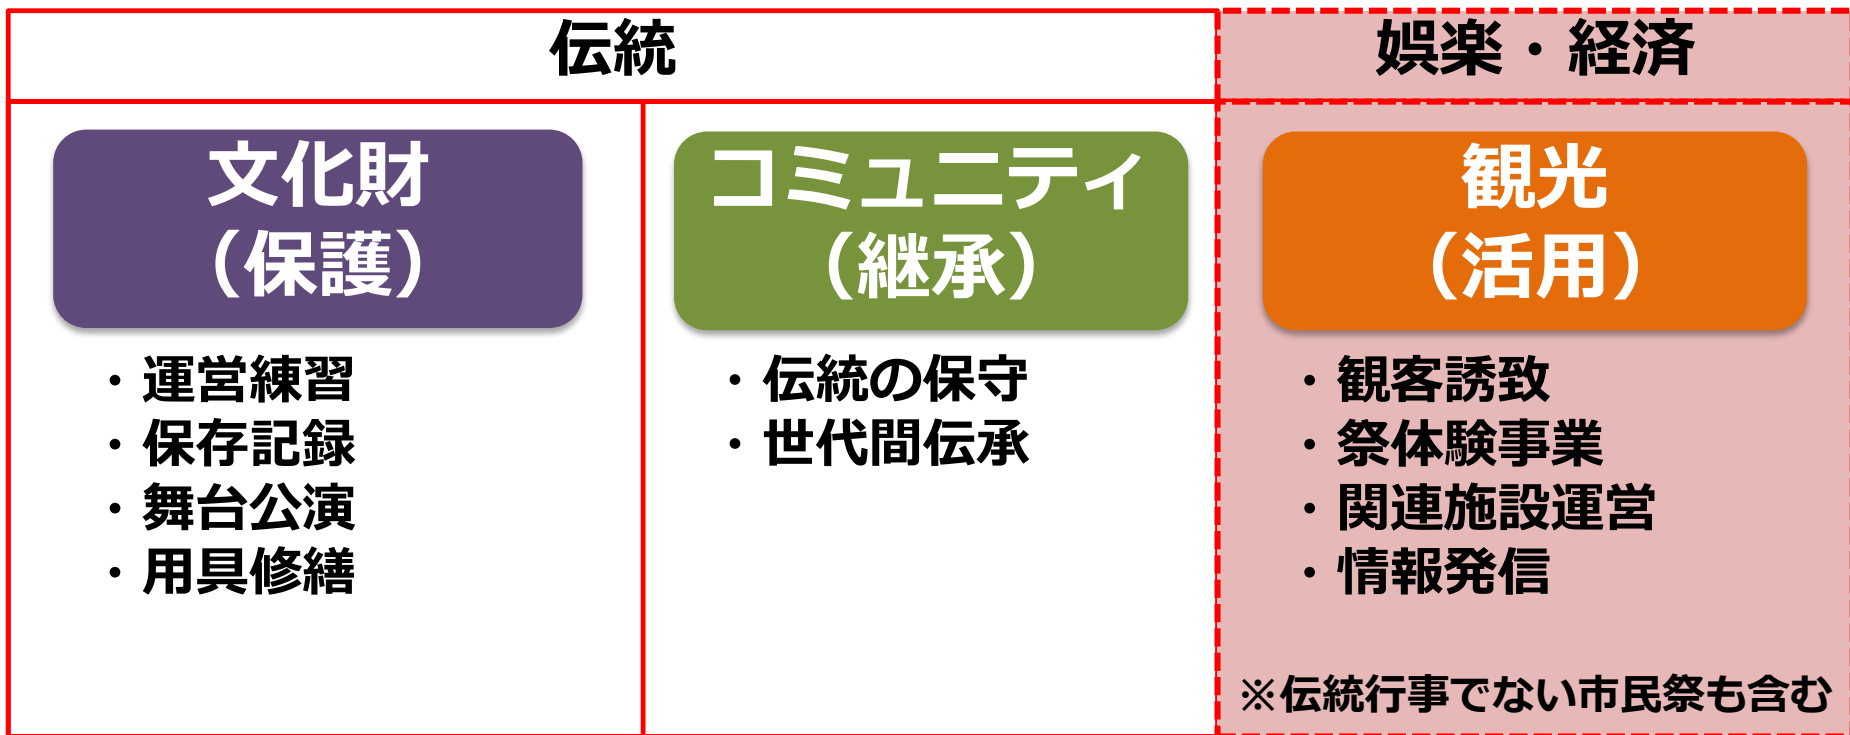 伝統
娯楽・経済
文化財
（保護）
・運営練習
・保存記録
・舞台公演
・用具修繕
コミュニティ
（継承）
・伝統の保守
・世代間伝承
観光
（活用）
・観客誘致
・祭体験事業
・関連施設運営
・情報発信
※伝統行事でない市民祭も含む